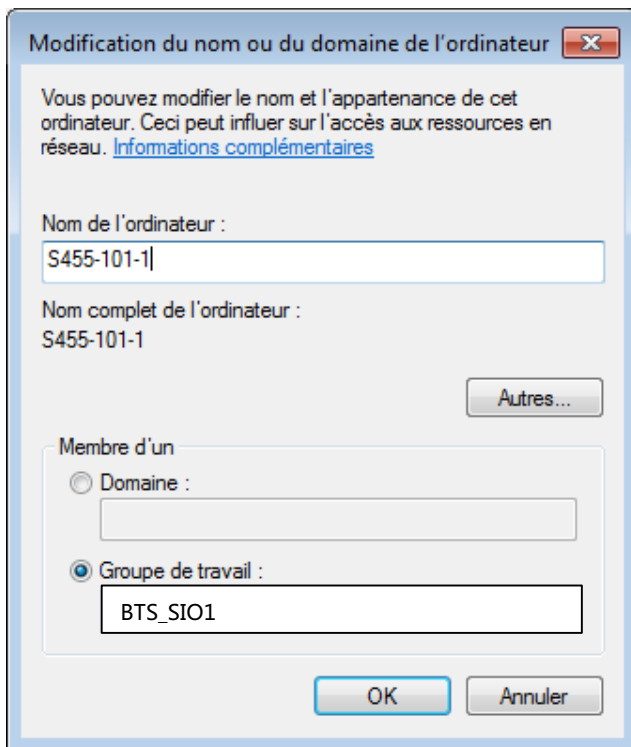 Modification du nom ou du domaine de l'ordinateur
Vous pouvez modifier le nom et l'appartenance de cet
ordinateur. Ceci peut influer sur l'accès aux ressources en
réseau. Informations complémentaires
Nom de l'ordinateur :
S455-101-1
Nom complet de l'ordinateur :
S455-101-1
Autres...
Membre d'un
Domaine :
Groupe de travail :
BTS_SIO1
OK
Annuler